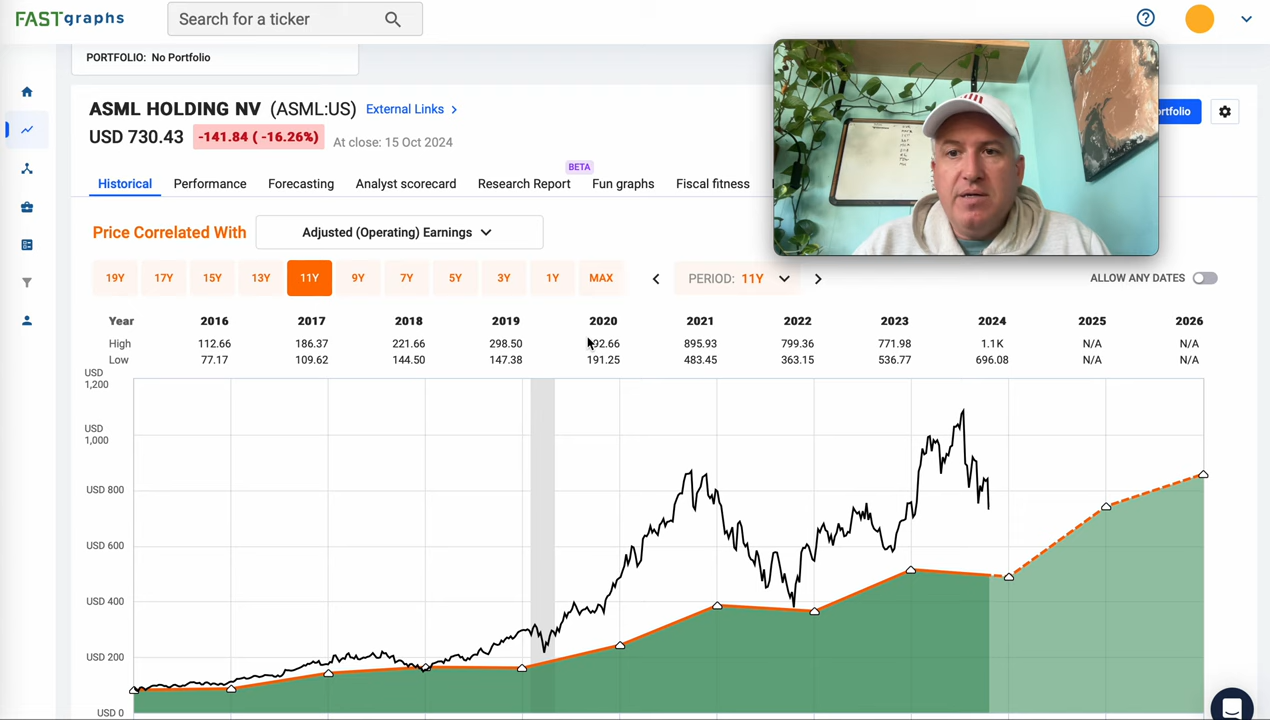 FASTgraphs
Search for a ticker
PORTFOLIO: No Portfolio
ASML HOLDING NV (ASML:US) External Links
USD 730.43 -141.84 ( -16.26%) At close: 15 Oct 2024
BETA
Historical Performance Forecasting Analyst scorecard Research Report Fun graphs Fiscal fitness
Price Correlated With Adjusted (Operating) Earnings
19Y 17Y 15Y 13Y 11Y 9Y 7Y 5Y 3Y 1Y MAX PERIOD: 11Y ALLOW ANY DATES
Year 2016 2017 2018 2019 2020 2021 2022 2023 2024 2025 2026
High 112.66 186.37 221.66 298.50 92.66 895.93 799.36 771.98 1.1K N/A N/A
Low 77.17 109.62 144.50 147.38 191.25 483.45 363.15 536.77 696.08 N/A N/A
USD
1,200
USD
1,000
USD 800
USD 600
USD 400
USD 200
USD 0